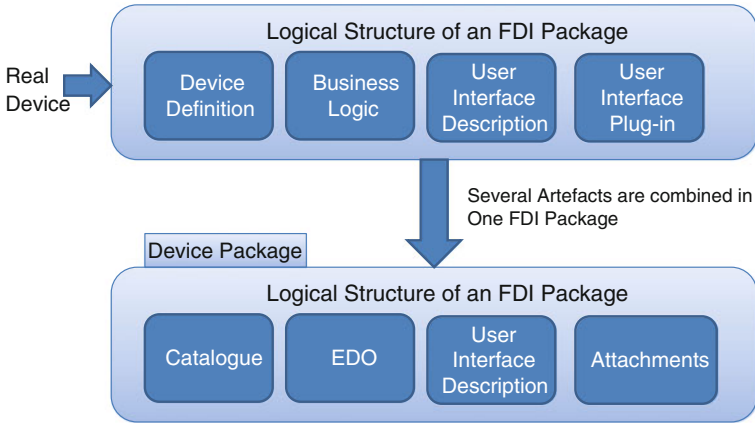 Logical Structure of an FDI Package
Real
Device
Device
Definition
Business
Logic
User
Interface
Description
User
Interface
Plug-in
Several Artefacts are combined in
One FDI Package
Device Package
Logical Structure of an FDI Package
Catalogue
EDO
User
Interface
Description
Attachments